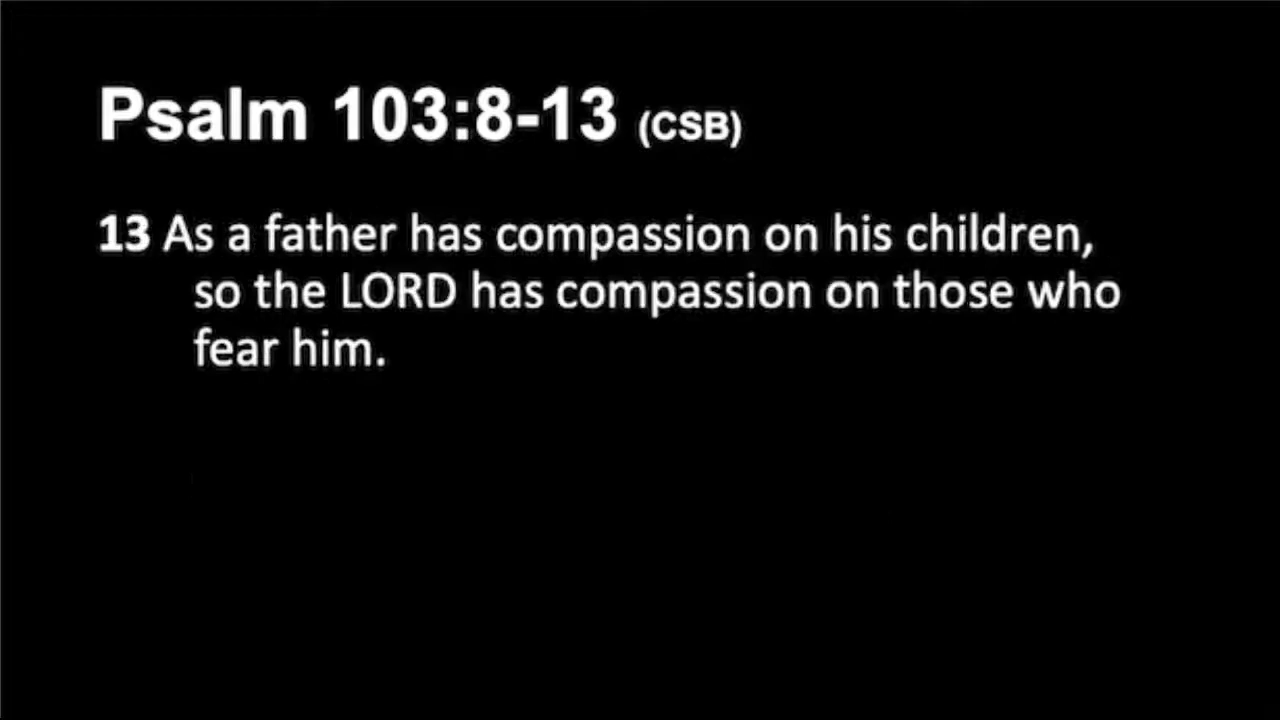 Psalm 103:8-13 (CSB)
13 As a father has compassion on his children,
so the LORD has compassion on those who
fear him.